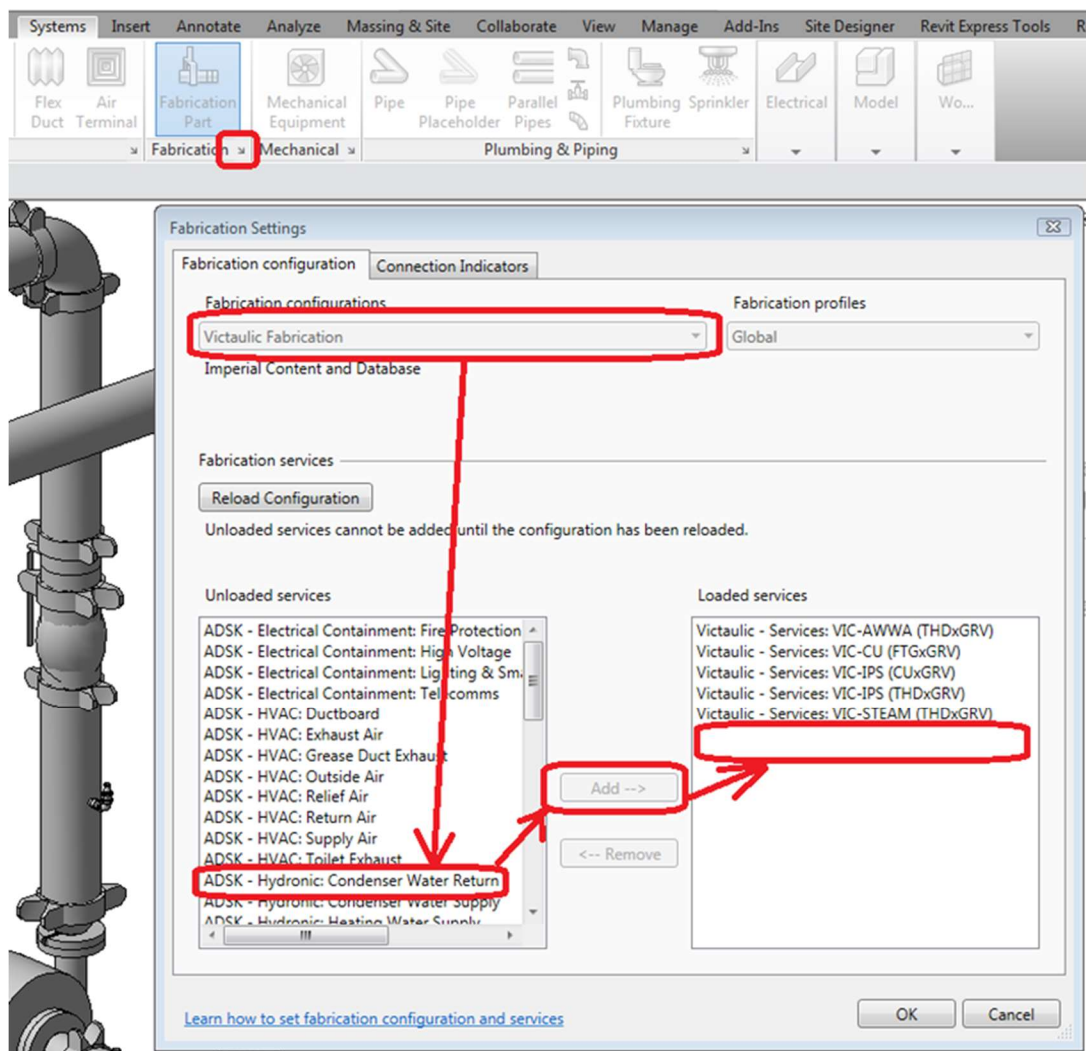 Systems Insert Annotate Analyze Massing & Site Collaborate View Manage Add-Ins Site Designer Revit Express Tools R
Flex Duct
Air Terminal
Fabrication Part
Mechanical Equipment
Pipe
Pipe Placeholder
Parallel Pipes
Plumbing Fixture
Sprinkler
Electrical
Model
Wo...
Fabrication Mechanical Plumbing & Piping
Fabrication Settings
Fabrication configuration Connection Indicators
Fabrication configurations Fabrication profiles
Victaulic Fabrication Global
Imperial Content and Database
Fabrication services
Reload Configuration
Unloaded services cannot be added until the configuration has been reloaded.
Unloaded services
ADSK - Electrical Containment: Fire Protection
ADSK - Electrical Containment: High Voltage
ADSK - Electrical Containment: Lighting & Sm
ADSK - Electrical Containment: Telecomms
ADSK - HVAC: Ductboard
ADSK - HVAC: Exhaust Air
ADSK - HVAC: Grease Duct Exhaust
ADSK - HVAC: Outside Air
ADSK - HVAC: Relief Air
ADSK - HVAC: Return Air
ADSK - HVAC: Supply Air
ADSK - HVAC: Toilet Exhaust
ADSK - Hydronic: Condenser Water Return
ADSK - Hydronic: Condenser Water Supply
ADSK - Hydronic: Heating Water Supply
Add -->
<-- Remove
Loaded services
Victaulic - Services: VIC-AWWA (THDxGRV)
Victaulic - Services: VIC-CU (FTGxGRV)
Victaulic - Services: VIC-IPS (CUxGRV)
Victaulic - Services: VIC-IPS (THDxGRV)
Victaulic - Services: VIC-STEAM (THDxGRV)
Learn how to set fabrication configuration and services
OK Cancel